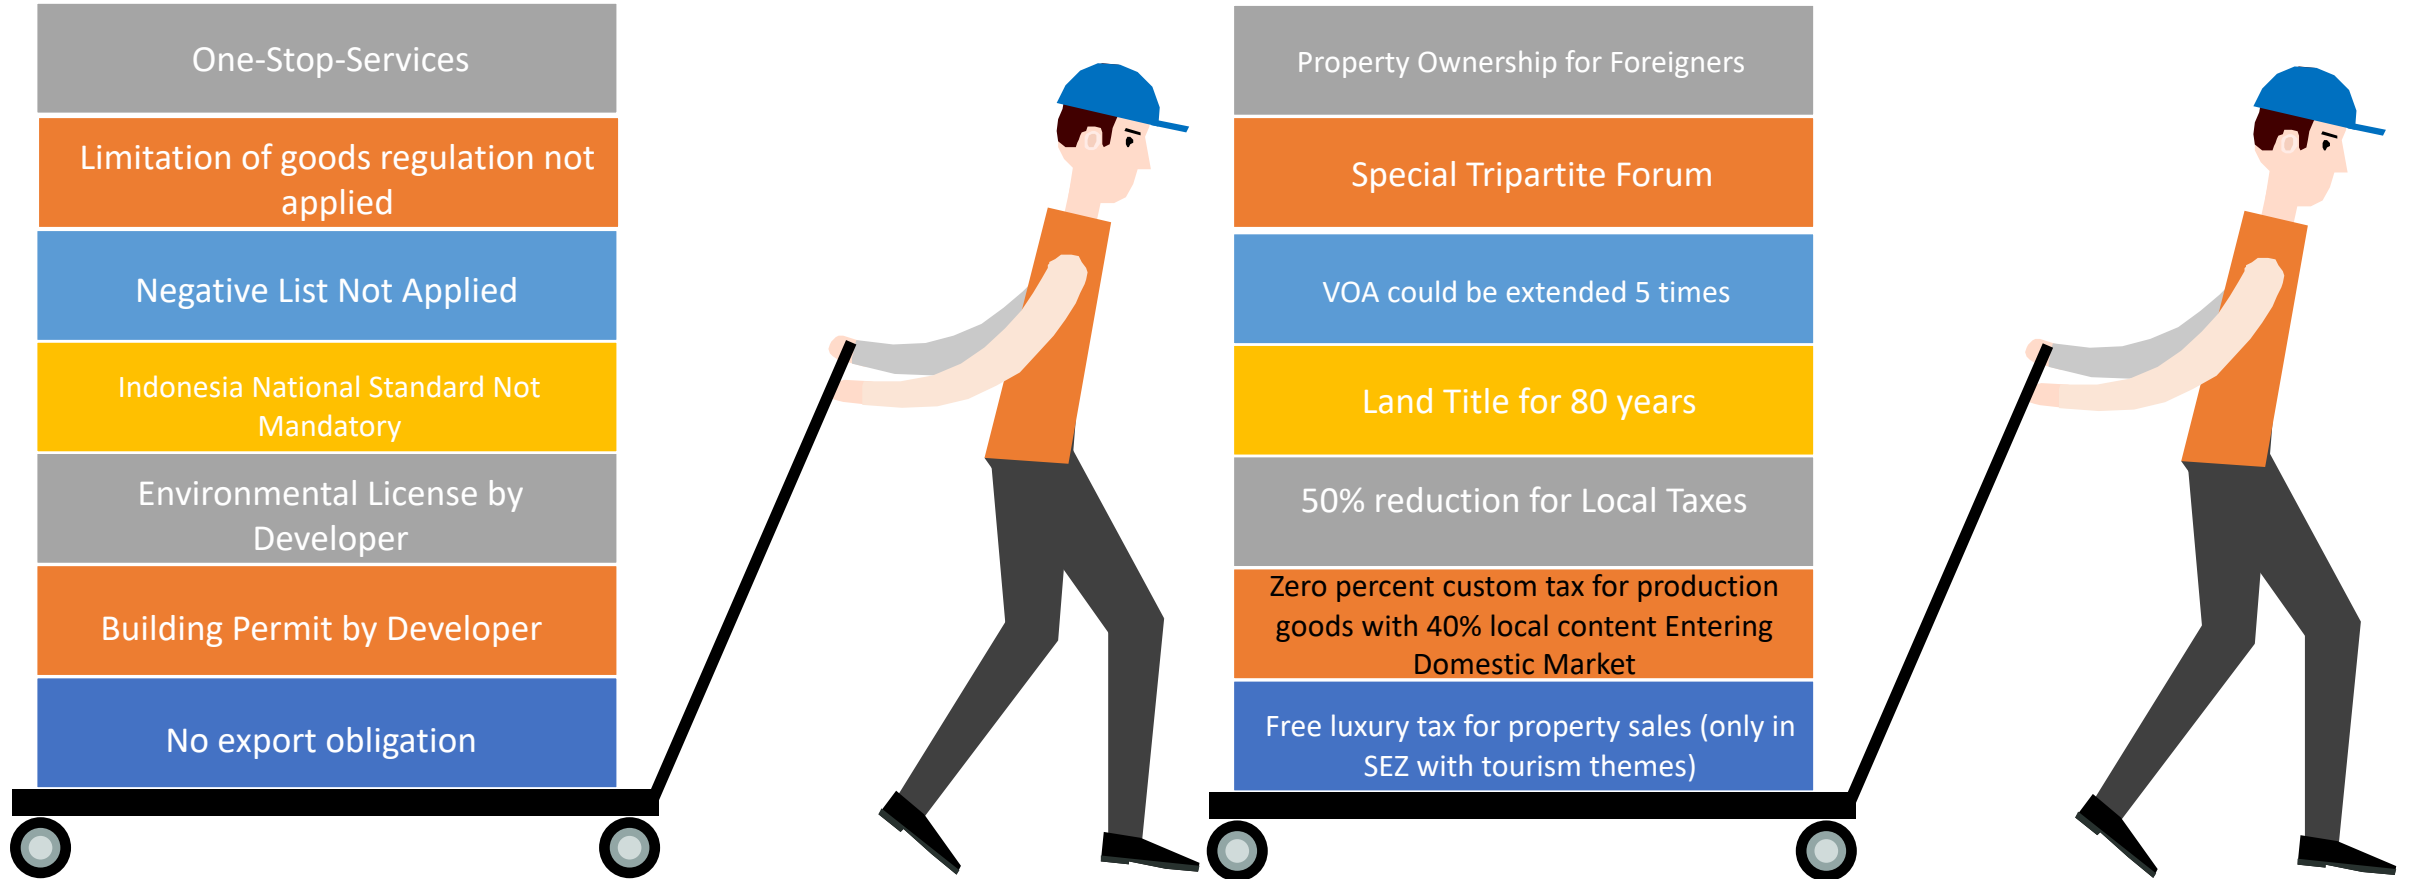 One-Stop-Services
Limitation of goods regulation not
applied
Negative List Not Applied
Indonesia National Standard Not
Mandatory
Environmental License by
Developer
Building Permit by Developer
No export obligation
Property Ownership for Foreigners
Special Tripartite Forum
VOA could be extended 5 times
Land Title for 80 years
50% reduction for Local Taxes
Zero percent custom tax for production
goods with 40% local content Entering
Domestic Market
Free luxury tax for property sales (only in
SEZ with tourism themes)